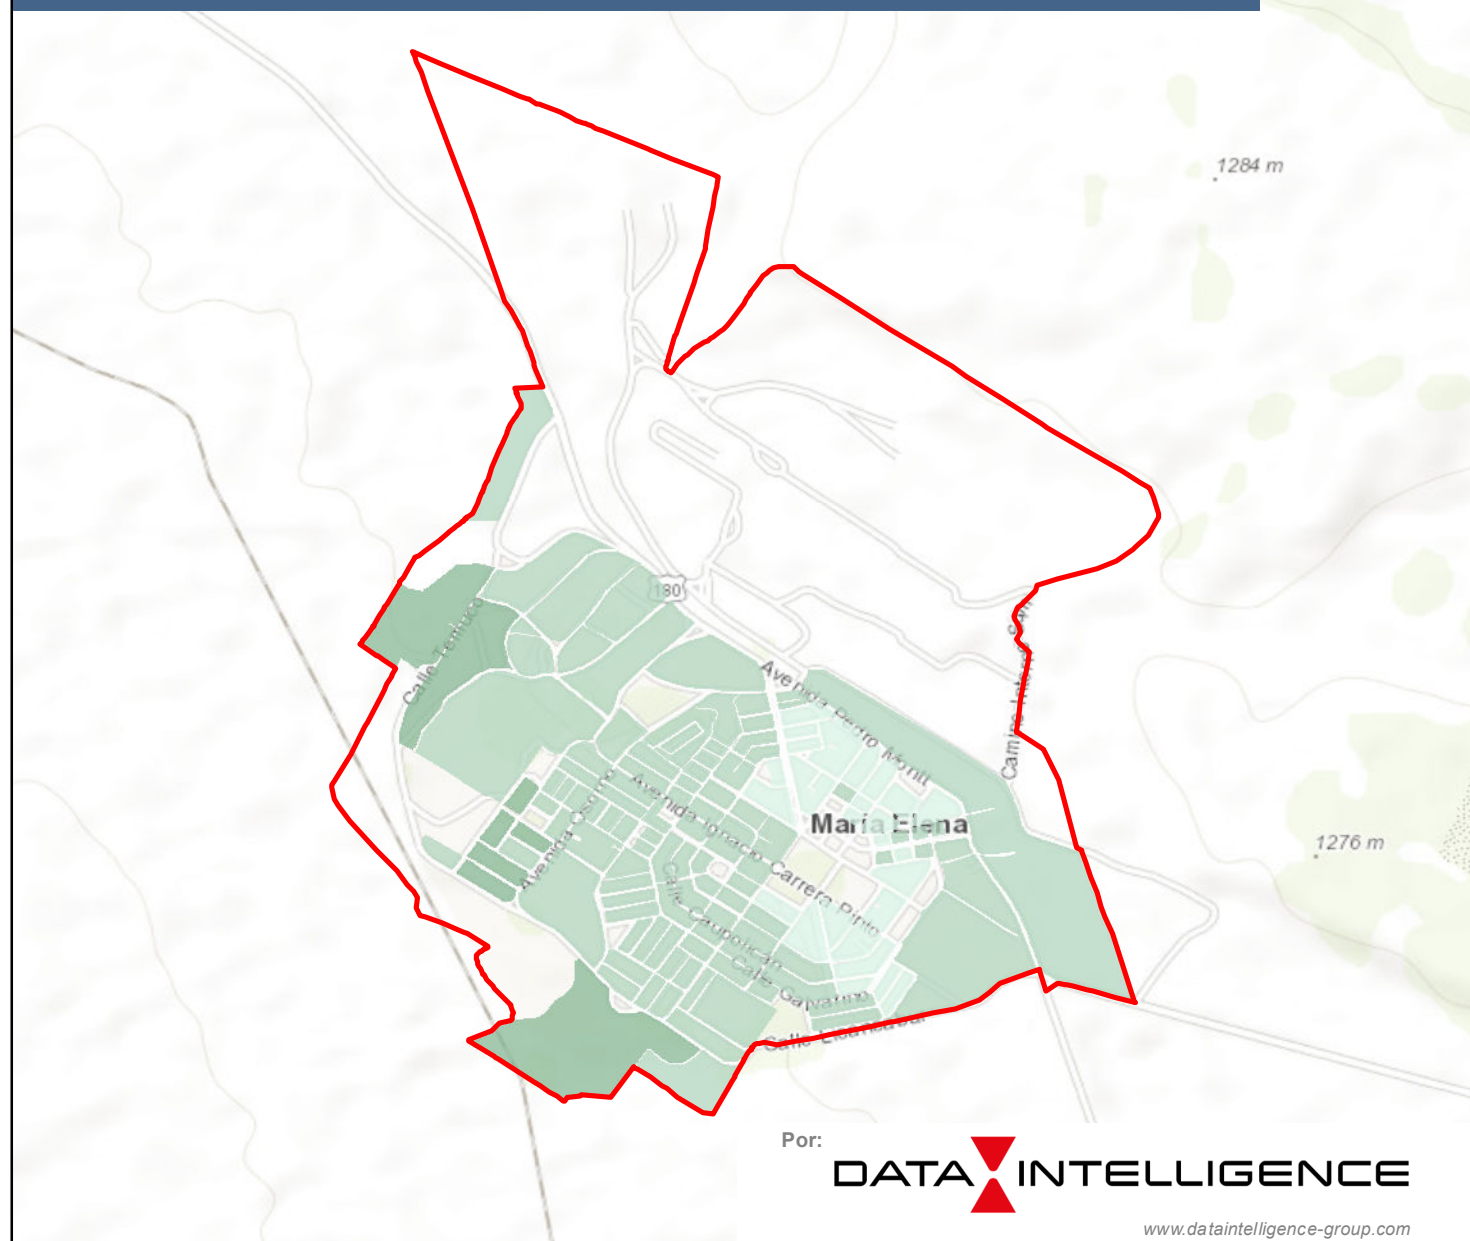 1284 m
180
Calle Temuco
Avenida Pedro Montt
María Elena
Avenida Osorno
Avenida Ignacio Carrera Pinto
1276 m
Calle Caupolicán
Calle Galvarino
Por:
DATA INTELLIGENCE
www.dataintelligence-group.com